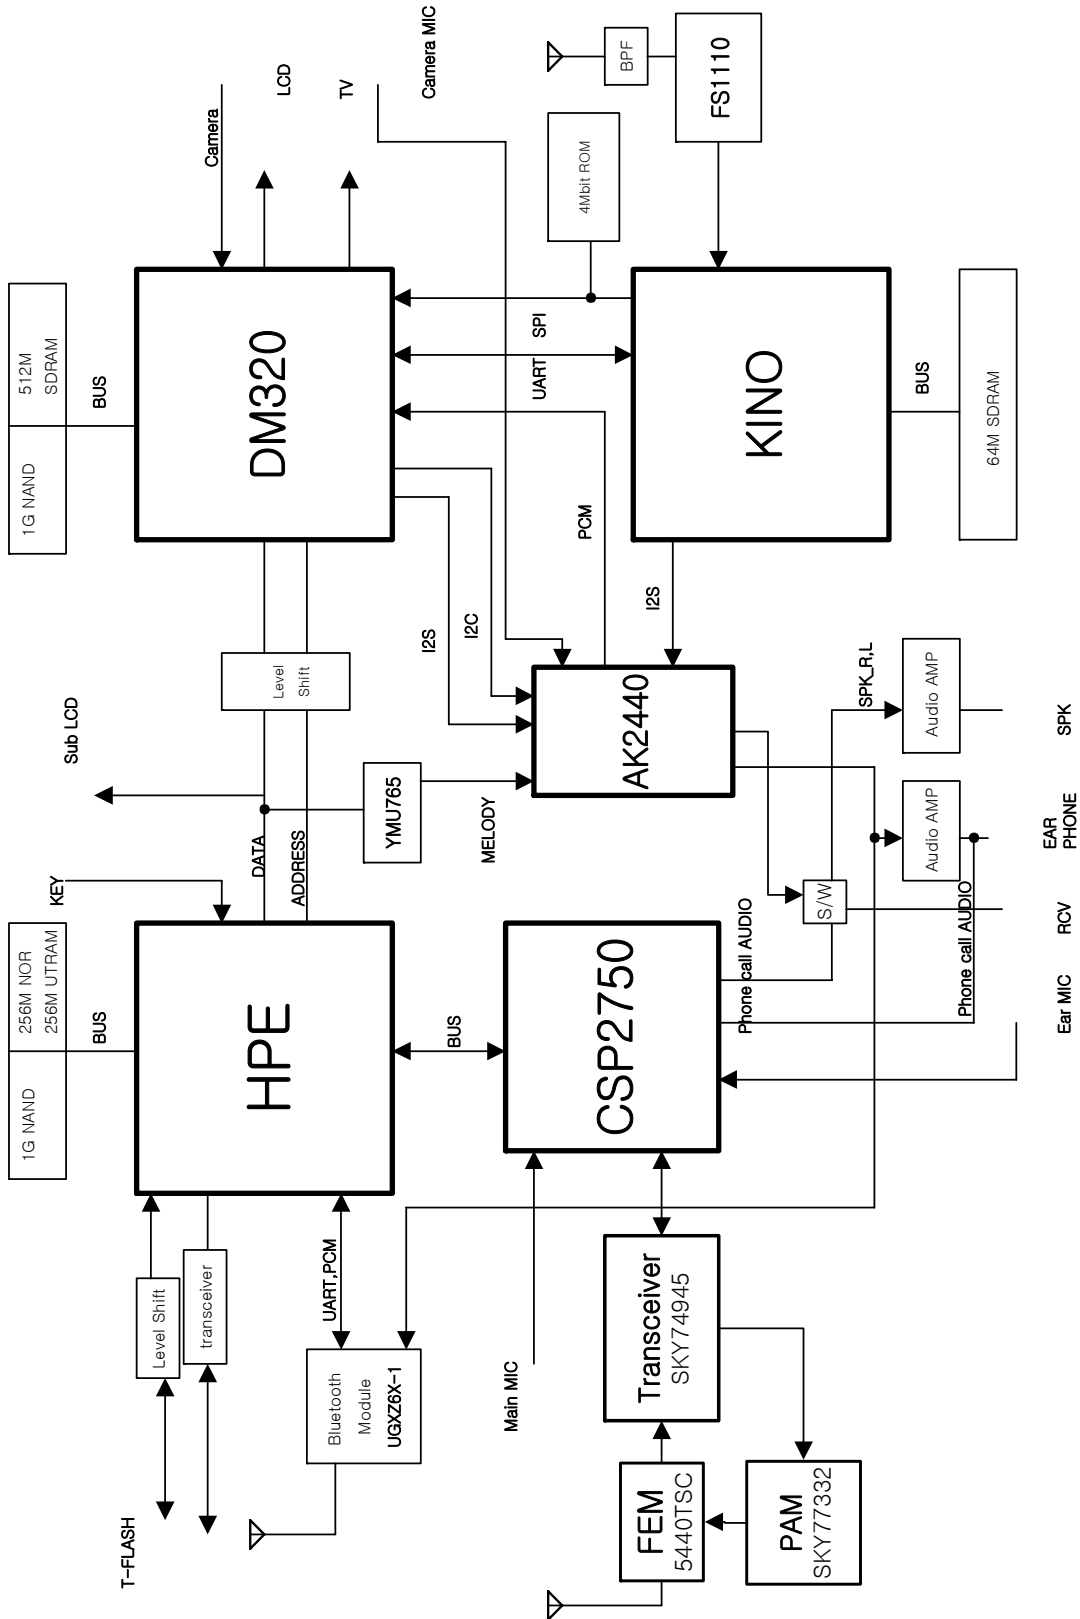 T-FLASH
Level Shift
transceiver
Bluetooth
Module
UGXZ6X-1
UART,PCM
1G NAND
256M NOR
256M UTRAM
BUS
KEY
HPE
DATA
ADDRESS
Sub LCD
Level
Shift
YMU765
MELODY
1G NAND
512M
SDRAM
BUS
DM320
Camera
LCD
TV
Camera MIC
I2S
I2C
PCM
UART
SPI
4Mbit ROM
BPF
FS1110
KINO
BUS
64M SDRAM
I2S
AK2440
SPK_R,L
Audio AMP
SPK
Audio AMP
EAR
PHONE
S/W
RCV
Phone call AUDIO
Phone call AUDIO
Ear MIC
BUS
CSP2750
Main MIC
Transceiver
SKY74945
FEM
5440TSC
PAM
SKY77332